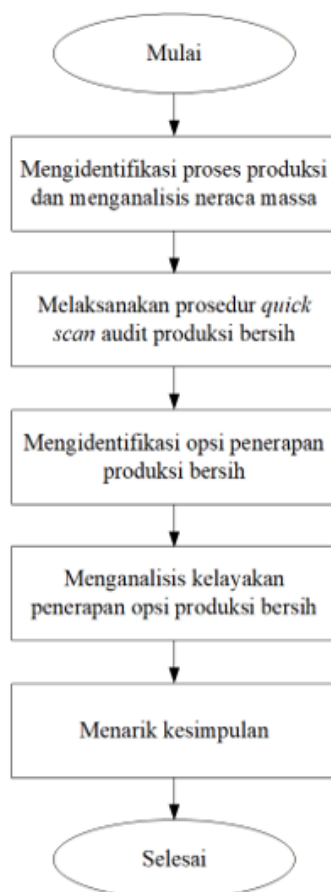 Mulai
Mengidentifikasi proses produksi
dan menganalisis neraca massa
Melaksanakan prosedur quick
scan audit produksi bersih
Mengidentifikasi opsi penerapan
produksi bersih
Menganalisis kelayakan
penerapan opsi produksi bersih
Menarik kesimpulan
Selesai